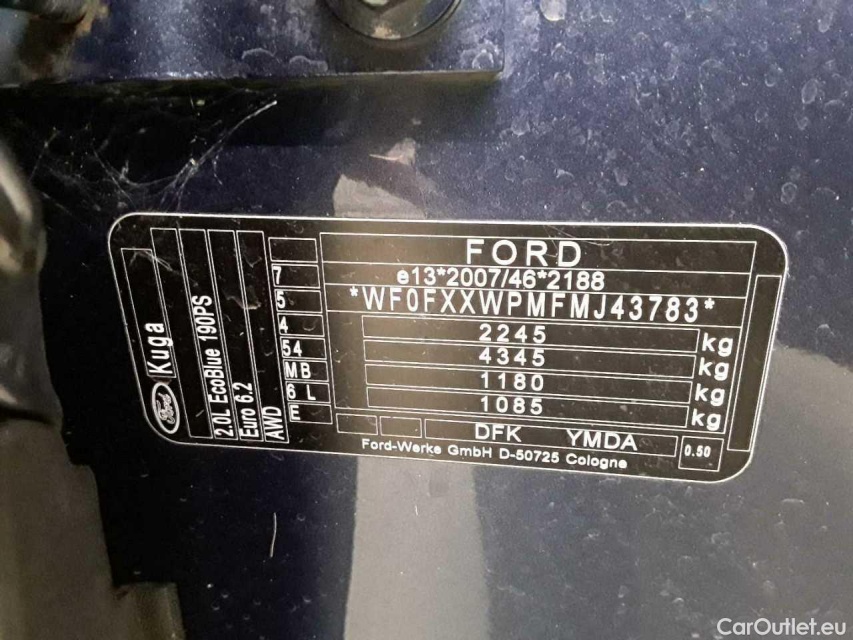 FORD
e13*2007/46*2188
*WF0FXXWPMFMJ43783*
2245 kg
4345 kg
1180 kg
1085 kg
DFK YMDA 0.50
Ford-Werke GmbH D-50725 Cologne
7
5
4
54
MB
6 L
E
Ford Kuga
2.0L EcoBlue 190PS
Euro 6.2
AWD
CarOutlet.eu